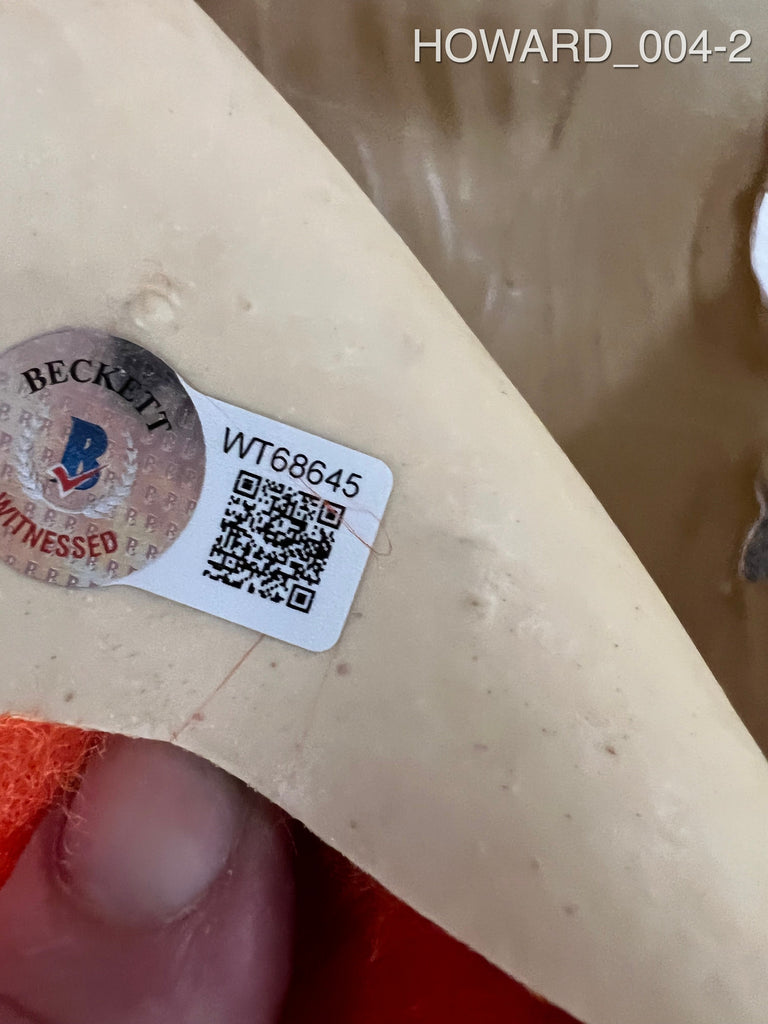 HOWARD_004-2
BECKETT
B
WITNESSED
WT68645